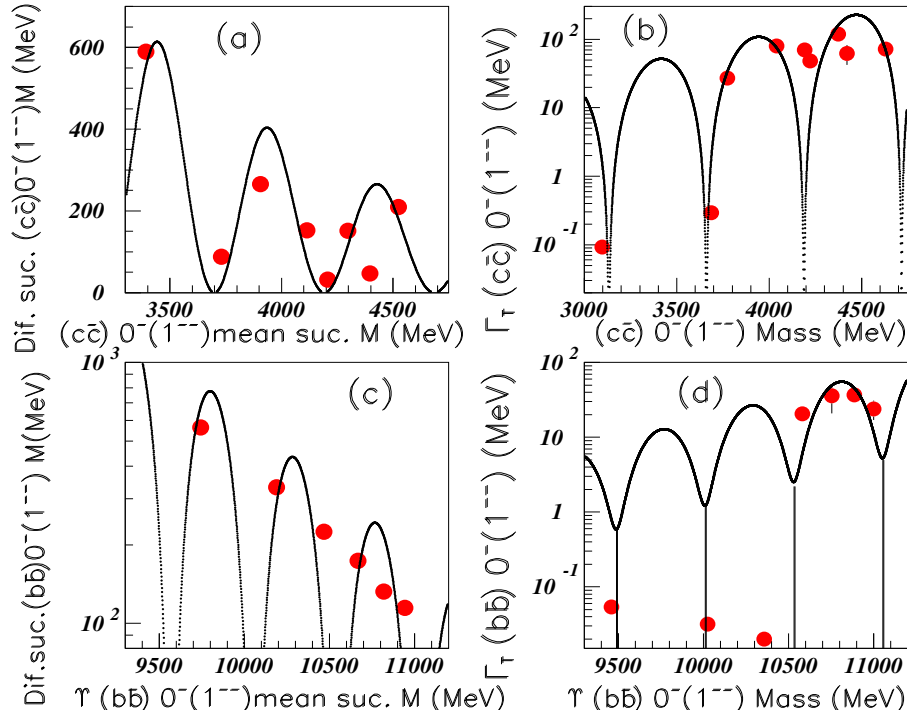 (a)
Dif. suc. (cc̄)0⁻(1⁻⁻)M (MeV)
600
400
200
0
3500 4000 4500
(cc̄) 0⁻(1⁻⁻)mean suc. M (MeV)
(b)
Γ_T (cc̄) 0⁻(1⁻⁻) (MeV)
10²
10
1
10⁻¹
3000 3500 4000 4500
(cc̄) 0⁻(1⁻⁻) Mass (MeV)
(c)
Dif.suc.(bb̄)0⁻(1⁻⁻) M(MeV)
10³
10²
9500 10000 10500 11000
ϒ (bb̄) 0⁻(1⁻⁻)mean suc. M (MeV)
(d)
Γ_T (bb̄) 0⁻(1⁻⁻) (MeV)
10²
10
1
10⁻¹
9500 10000 10500 11000
ϒ (bb̄) 0⁻(1⁻⁻) Mass (MeV)